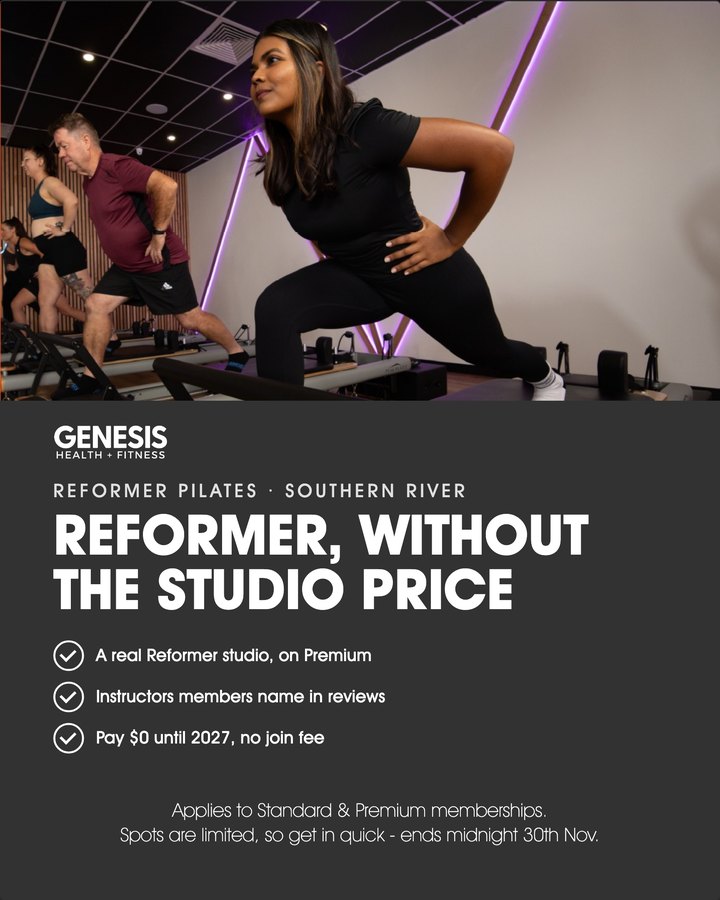 GENESIS
HEALTH + FITNESS
REFORMER PILATES · SOUTHERN RIVER
REFORMER, WITHOUT
THE STUDIO PRICE
A real Reformer studio, on Premium
Instructors members name in reviews
Pay $0 until 2027, no join fee
Applies to Standard & Premium memberships.
Spots are limited, so get in quick - ends midnight 30th Nov.